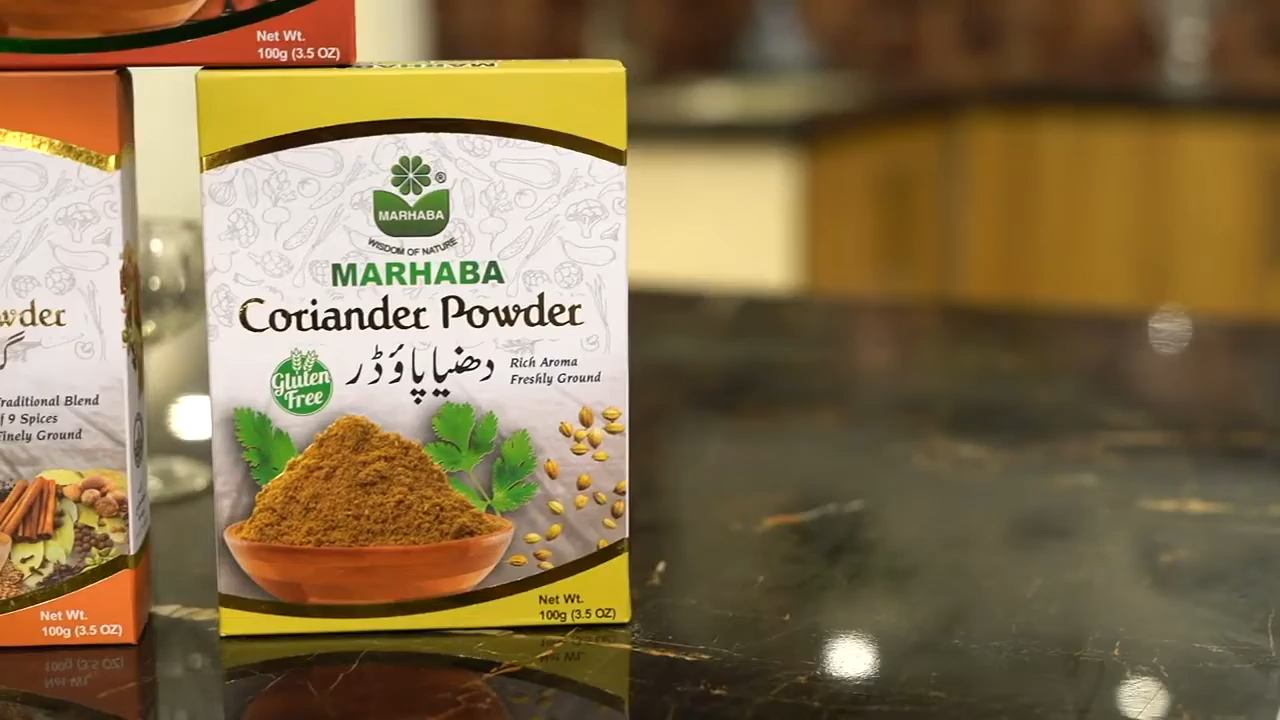 Net Wt.
100g (3.5 OZ)
MARHABA
WISDOM OF NATURE
MARHABA
Coriander Powder
Gluten
Free
دھنیا پاؤڈر
Rich Aroma
Freshly Ground
Net Wt.
100g (3.5 OZ)
wder
Traditional Blend
f 9 Spices
Finely Ground
Net Wt.
100g (3.5 OZ)